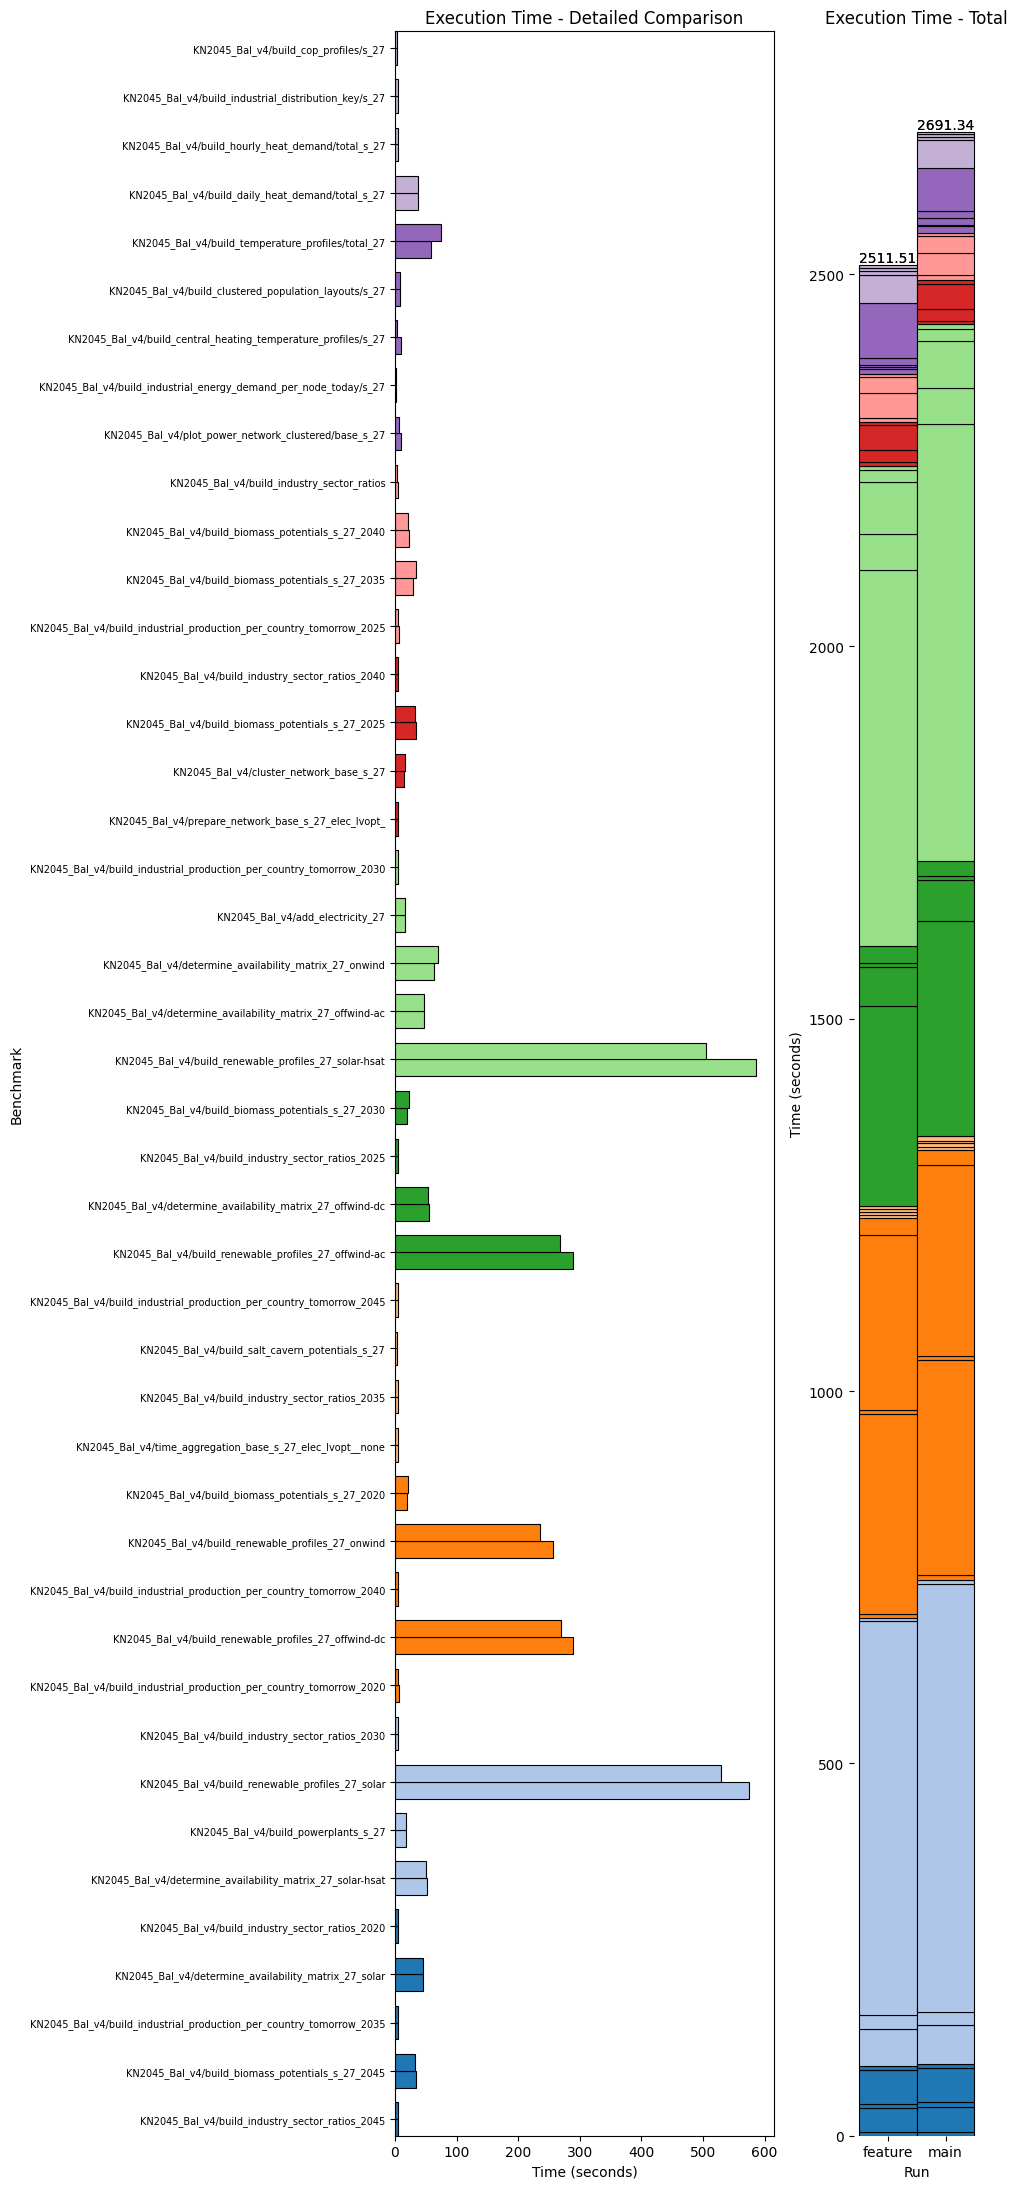 Execution Time - Detailed Comparison
Execution Time - Total
KN2045_Bal_v4/build_cop_profiles/s_27
KN2045_Bal_v4/build_industrial_distribution_key/s_27
KN2045_Bal_v4/build_hourly_heat_demand/total_s_27
KN2045_Bal_v4/build_daily_heat_demand/total_s_27
KN2045_Bal_v4/build_temperature_profiles/total_27
KN2045_Bal_v4/build_clustered_population_layouts/s_27
KN2045_Bal_v4/build_central_heating_temperature_profiles/s_27
KN2045_Bal_v4/build_industrial_energy_demand_per_node_today/s_27
KN2045_Bal_v4/plot_power_network_clustered/base_s_27
KN2045_Bal_v4/build_industry_sector_ratios
KN2045_Bal_v4/build_biomass_potentials_s_27_2040
KN2045_Bal_v4/build_biomass_potentials_s_27_2035
KN2045_Bal_v4/build_industrial_production_per_country_tomorrow_2025
KN2045_Bal_v4/build_industry_sector_ratios_2040
KN2045_Bal_v4/build_biomass_potentials_s_27_2025
KN2045_Bal_v4/cluster_network_base_s_27
KN2045_Bal_v4/prepare_network_base_s_27_elec_lvopt_
KN2045_Bal_v4/build_industrial_production_per_country_tomorrow_2030
KN2045_Bal_v4/add_electricity_27
KN2045_Bal_v4/determine_availability_matrix_27_onwind
KN2045_Bal_v4/determine_availability_matrix_27_offwind-ac
KN2045_Bal_v4/build_renewable_profiles_27_solar-hsat
KN2045_Bal_v4/build_biomass_potentials_s_27_2030
KN2045_Bal_v4/build_industry_sector_ratios_2025
KN2045_Bal_v4/determine_availability_matrix_27_offwind-dc
KN2045_Bal_v4/build_renewable_profiles_27_offwind-ac
KN2045_Bal_v4/build_industrial_production_per_country_tomorrow_2045
KN2045_Bal_v4/build_salt_cavern_potentials_s_27
KN2045_Bal_v4/build_industry_sector_ratios_2035
KN2045_Bal_v4/time_aggregation_base_s_27_elec_lvopt__none
KN2045_Bal_v4/build_biomass_potentials_s_27_2020
KN2045_Bal_v4/build_renewable_profiles_27_onwind
KN2045_Bal_v4/build_industrial_production_per_country_tomorrow_2040
KN2045_Bal_v4/build_renewable_profiles_27_offwind-dc
KN2045_Bal_v4/build_industrial_production_per_country_tomorrow_2020
KN2045_Bal_v4/build_industry_sector_ratios_2030
KN2045_Bal_v4/build_renewable_profiles_27_solar
KN2045_Bal_v4/build_powerplants_s_27
KN2045_Bal_v4/determine_availability_matrix_27_solar-hsat
KN2045_Bal_v4/build_industry_sector_ratios_2020
KN2045_Bal_v4/determine_availability_matrix_27_solar
KN2045_Bal_v4/build_industrial_production_per_country_tomorrow_2035
KN2045_Bal_v4/build_biomass_potentials_s_27_2045
KN2045_Bal_v4/build_industry_sector_ratios_2045
Benchmark
0 100 200 300 400 500 600
Time (seconds)
2691.34
2511.51
2500
2000
1500
1000
500
0
Time (seconds)
feature main
Run